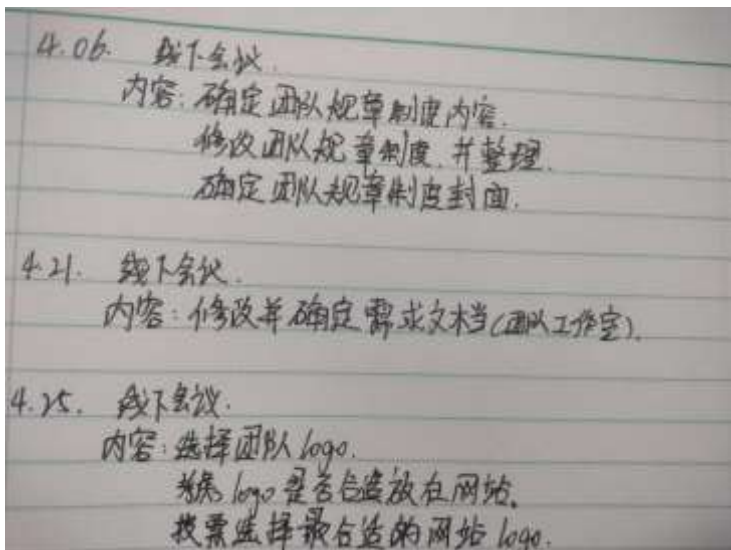 4.06. 线下会议.
内容: 确定团队规章制度内容.
修改团队规章制度.并整理.
确定团队规章制度封面.
4.21. 线下会议.
内容: 修改并确定需求文档(团队工作室).
4.25. 线下会议.
内容: 选择团队logo.
logo是否合适放在网站.
投票选择最合适的网站logo.